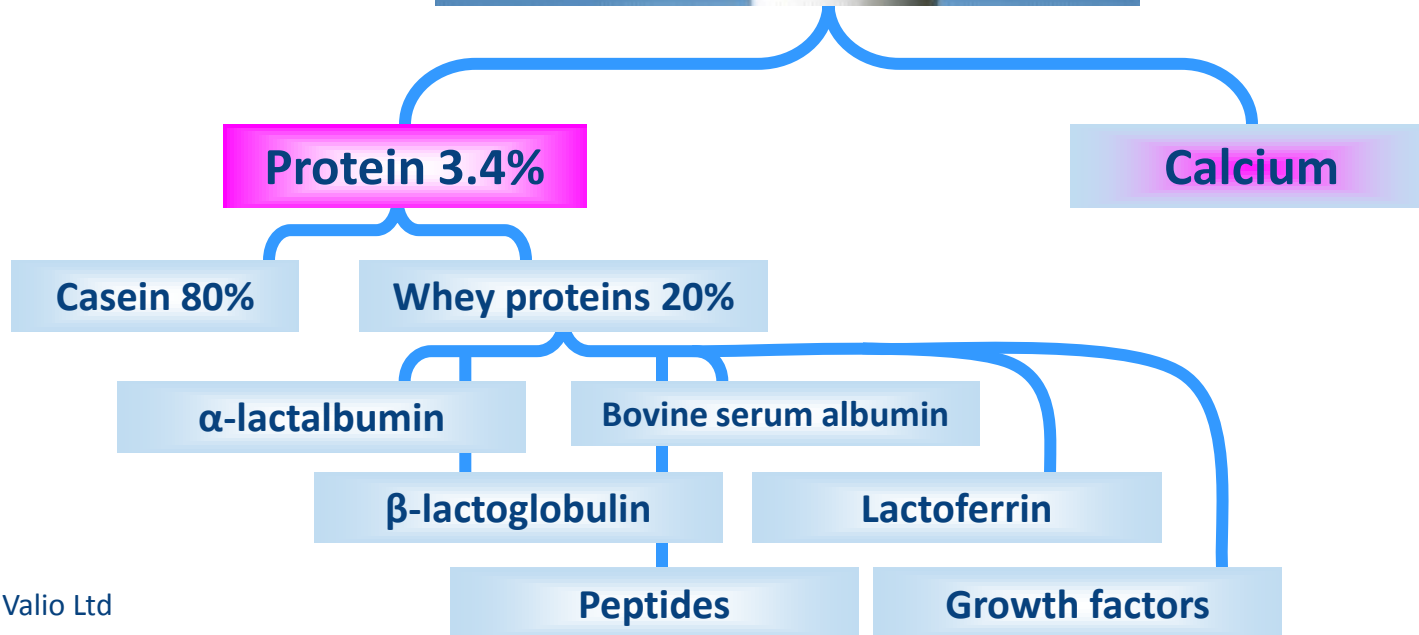 Protein 3.4%
Calcium
Casein 80%
Whey proteins 20%
α-lactalbumin
Bovine serum albumin
β-lactoglobulin
Lactoferrin
Valio Ltd
Peptides
Growth factors